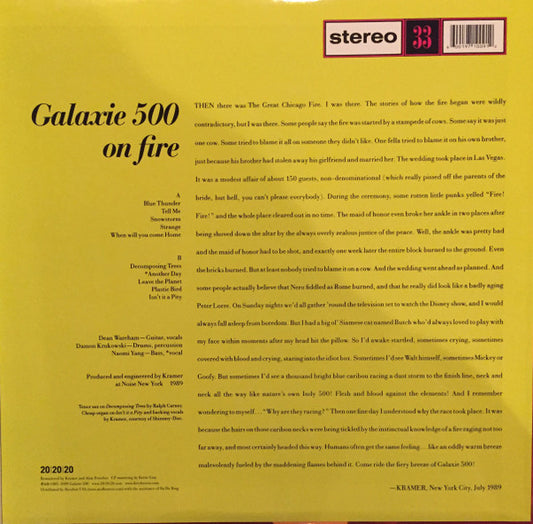 stereo 33
Galaxie 500
on fire
A
Blue Thunder
Tell Me
Snowstorm
Strange
When will you come Home
B
Decomposing Trees
*Another Day
Leave the Planet
Plastic Bird
Isn't it a Pity
Dean Wareham—Guitar, vocals
Damon Krukowski—Drums, percussion
Naomi Yang—Bass, *vocal
Produced and engineered by Kramer
at Noise New York 1989
Tenor sax on Decomposing Trees by Ralph Carney.
Cheap organ on Isn't it a Pity and backing vocals
by Kramer, courtesy of Shimmy-Disc.
20|20|20
THEN there was The Great Chicago Fire. I was there. The stories of how the fire began were wildly
contradictory, but I was there. Some people say the fire was started by a stampede of cows. Some say it was just
one cow. Some tried to blame it all on someone they didn't like. One fella tried to blame it on his own brother,
just because his brother had stolen away his girlfriend and married her. The wedding took place in Las Vegas.
It was a modest affair of about 150 guests, non-denominational (which really pissed off the parents of the
bride, but hell, you can't please everybody). During the ceremony, some rotten little punks yelled "Fire!
Fire!" and the whole place cleared out in no time. The maid of honor even broke her ankle in two places after
being shoved down the altar by the always overly zealous justice of the peace. Well, the ankle was pretty bad
and the maid of honor had to be shot, and exactly one week later the entire block burned to the ground. Even
the bricks burned. But at least nobody tried to blame it on a cow. And the wedding went ahead as planned. And
some people actually believe that Nero fiddled as Rome burned, and that he really did look like a badly aging
Peter Lorre. On Sunday nights we'd all gather 'round the television set to watch the Disney show, and I would
always fall asleep from boredom. But I had a big ol' Siamese cat named Butch who'd always loved to play with
my face within moments after my head hit the pillow. So I'd awake startled, sometimes crying, sometimes
covered with blood and crying, staring into the idiot box. Sometimes I'd see Walt himself, sometimes Mickey or
Goofy. But sometimes I'd see a thousand bright blue caribou racing a dust storm to the finish line, neck and
neck all the way like nature's own Indy 500! Flesh and blood against the elements! And I remember
wondering to myself… "Why are they racing?" Then one fine day I understood why the race took place. It was
because the hairs on those caribou necks were being tickled by the instinctual knowledge of a fire raging not too
far away, and most certainly headed this way. Humans often get the same feeling… like an oddly warm breeze
malevolently fueled by the maddening flames behind it. Come ride the fiery breeze of Galaxie 500!
—KRAMER, New York City, July 1989